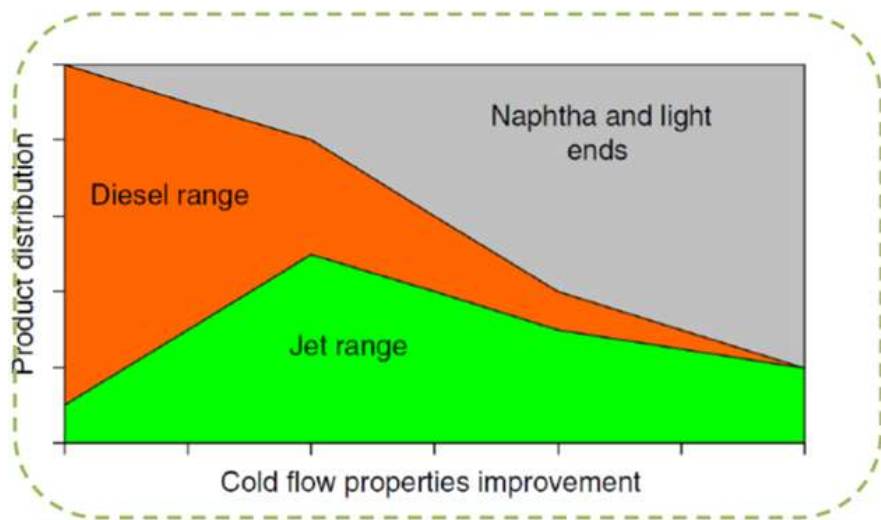 Naphtha and light
ends
Diesel range
Jet range
Product distribution
Cold flow properties improvement